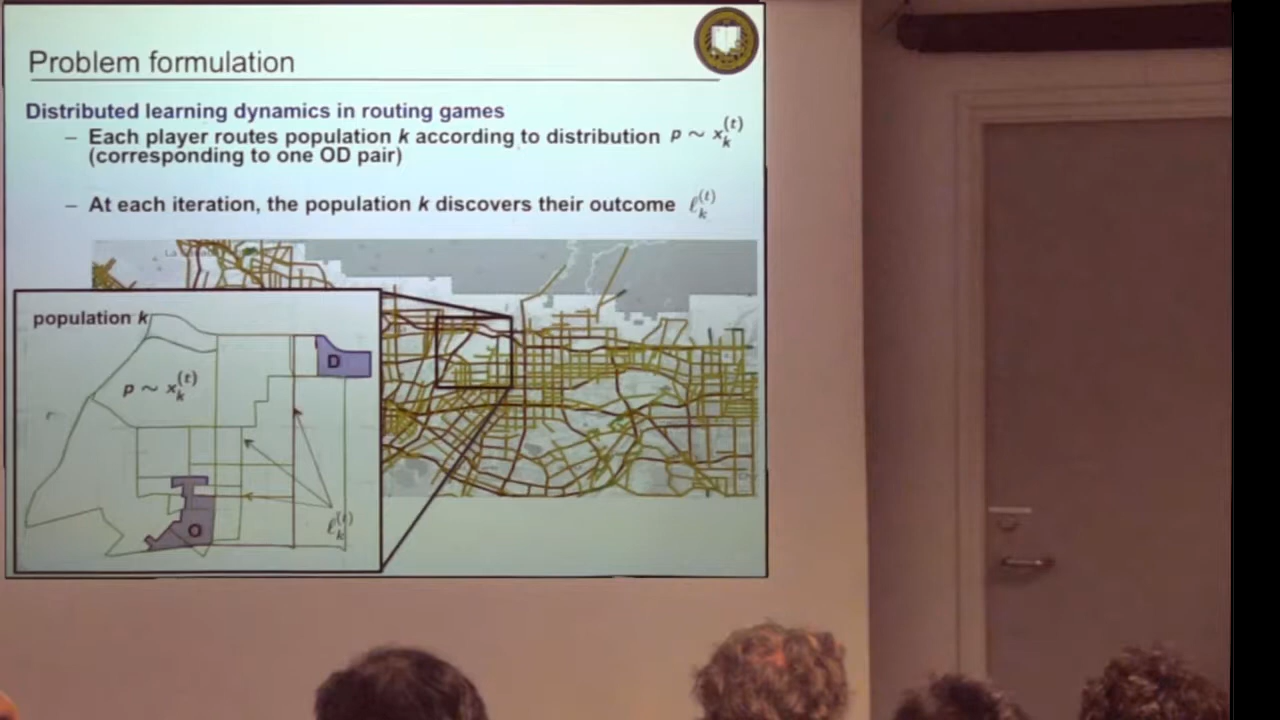 Problem formulation
Distributed learning dynamics in routing games
– Each player routes population k according to distribution p ~ x_k^(t)
(corresponding to one OD pair)
– At each iteration, the population k discovers their outcome ℓ_k^(t)
population k
D
p ~ x_k^(t)
O
ℓ_k^(t)